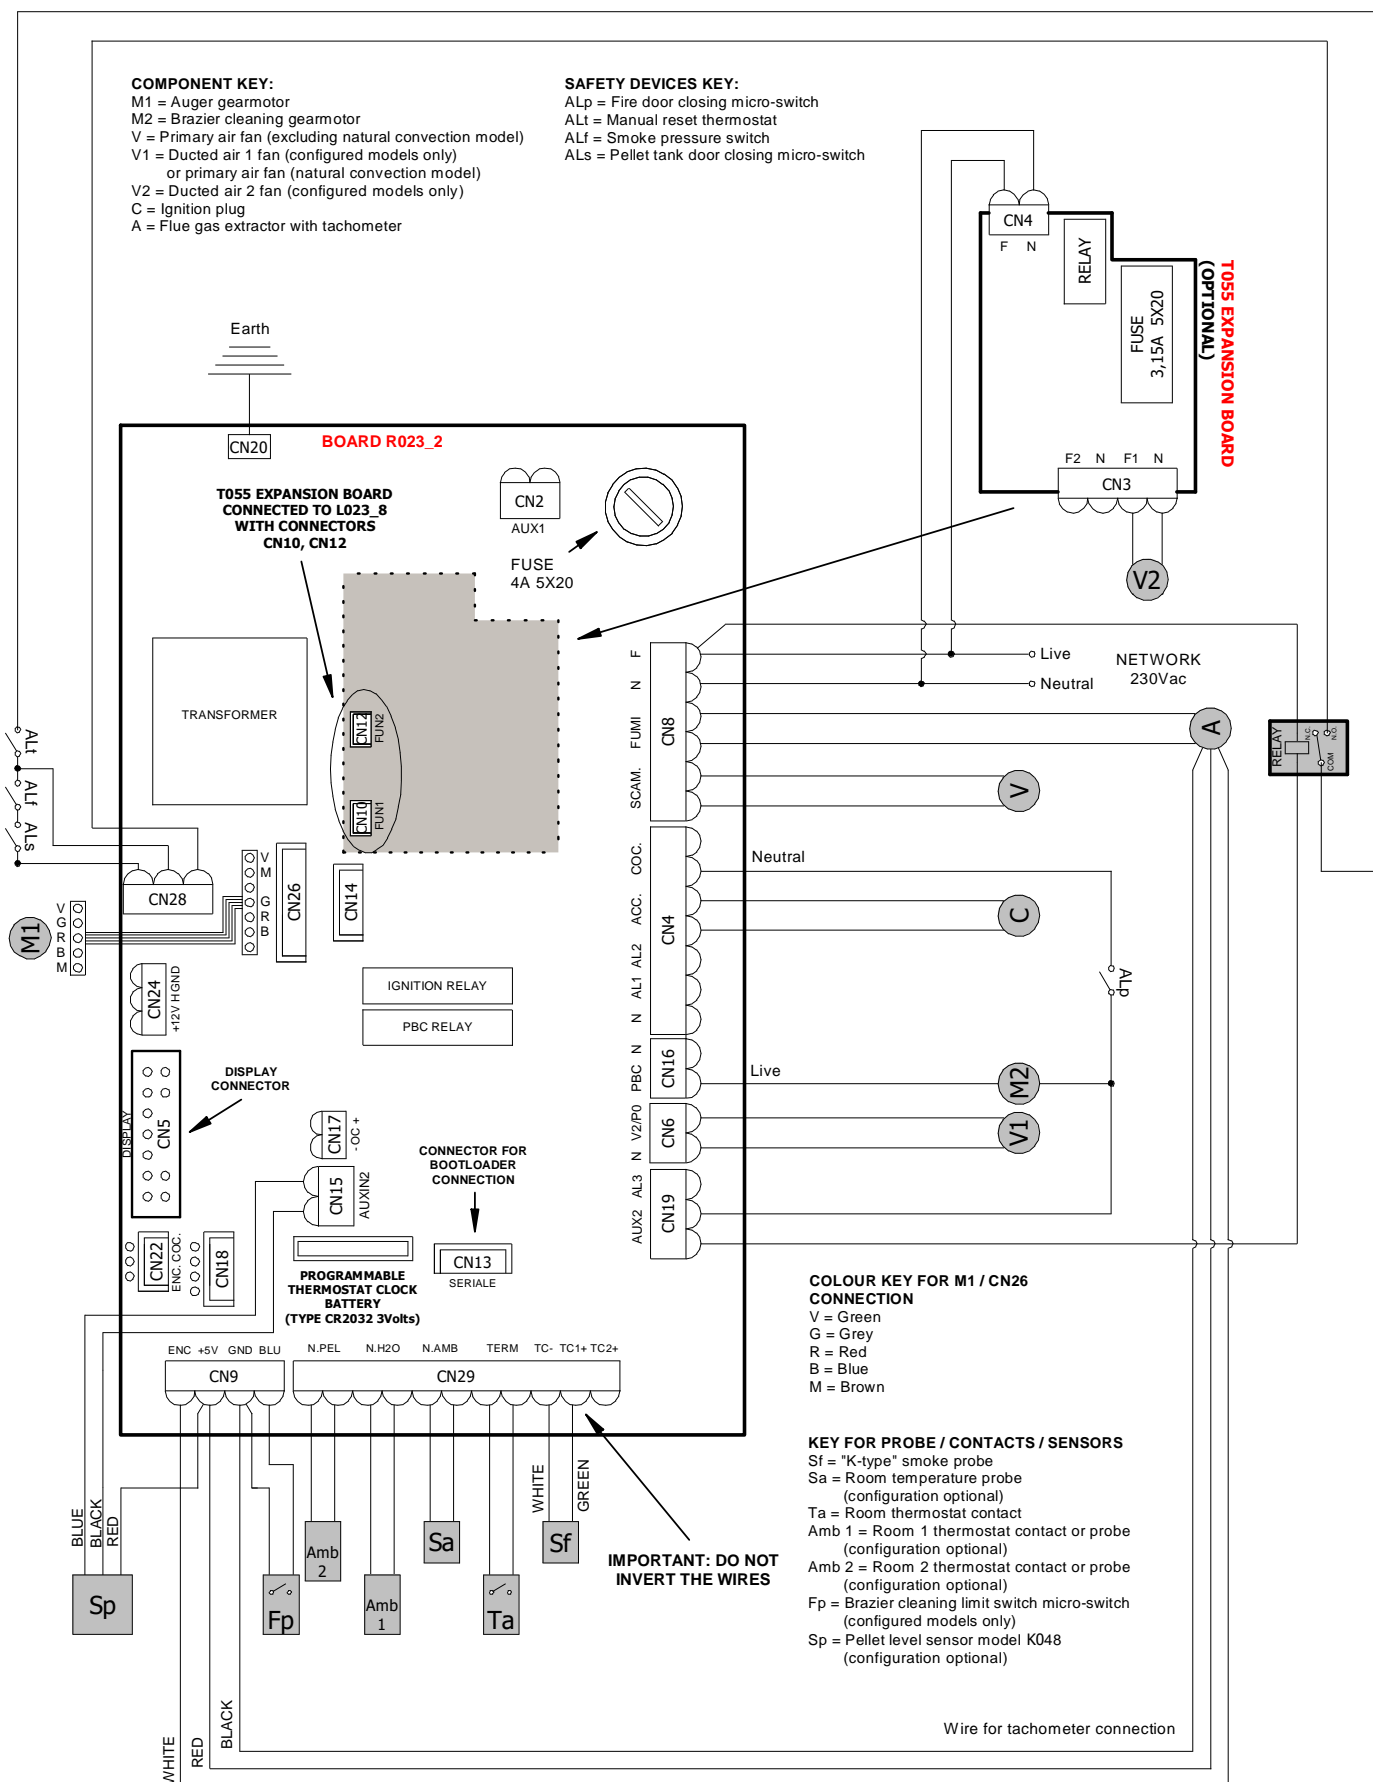 COMPONENT KEY:
M1 = Auger gearmotor
M2 = Brazier cleaning gearmotor
V = Primary air fan (excluding natural convection model)
V1 = Ducted air 1 fan (configured models only)
or primary air fan (natural convection model)
V2 = Ducted air 2 fan (configured models only)
C = Ignition plug
A = Flue gas extractor with tachometer
SAFETY DEVICES KEY:
ALp = Fire door closing micro-switch
ALt = Manual reset thermostat
ALf = Smoke pressure switch
ALs = Pellet tank door closing micro-switch
CN4
F N
RELAY
FUSE
3,15A 5X20
T055 EXPANSION BOARD
(OPTIONAL)
F2 N F1 N
CN3
V2
Earth
CN20
BOARD R023_2
T055 EXPANSION BOARD
CONNECTED TO L023_8
WITH CONNECTORS
CN10, CN12
CN2
AUX1
FUSE
4A 5X20
TRANSFORMER
CN12
FUN2
CN10
FUN1
F
N
FUMI
SCAM.
CN8
Live
Neutral
NETWORK
230Vac
A
V
RELAY
N.C.
N.O.
COM
ALt
ALf
ALs
CN28
V
M
G
R
B
CN26
CN14
M1
V
G
R
B
M
COC.
ACC.
AL2
AL1
N
CN4
Neutral
C
ALp
CN24
+12V HGND
IGNITION RELAY
PBC RELAY
N
PBC
CN16
Live
M2
V2/P0
N
CN6
V1
AL3
AUX2
CN19
DISPLAY
CN5
DISPLAY
CONNECTOR
CN17
- OC +
CN15
AUXIN2
CONNECTOR FOR
BOOTLOADER
CONNECTION
CN13
SERIALE
CN22
ENC. COC.
CN18
PROGRAMMABLE
THERMOSTAT CLOCK
BATTERY
(TYPE CR2032 3Volts)
ENC +5V GND BLU
CN9
N.PEL N.H2O N.AMB TERM TC- TC1+ TC2+
CN29
COLOUR KEY FOR M1 / CN26
CONNECTION
V = Green
G = Grey
R = Red
B = Blue
M = Brown
KEY FOR PROBE / CONTACTS / SENSORS
Sf = "K-type" smoke probe
Sa = Room temperature probe
(configuration optional)
Ta = Room thermostat contact
Amb 1 = Room 1 thermostat contact or probe
(configuration optional)
Amb 2 = Room 2 thermostat contact or probe
(configuration optional)
Fp = Brazier cleaning limit switch micro-switch
(configured models only)
Sp = Pellet level sensor model K048
(configuration optional)
BLUE
BLACK
RED
WHITE
GREEN
Sp
Fp
Amb
2
Amb
1
Sa
Ta
Sf
IMPORTANT: DO NOT
INVERT THE WIRES
WHITE
RED
BLACK
Wire for tachometer connection